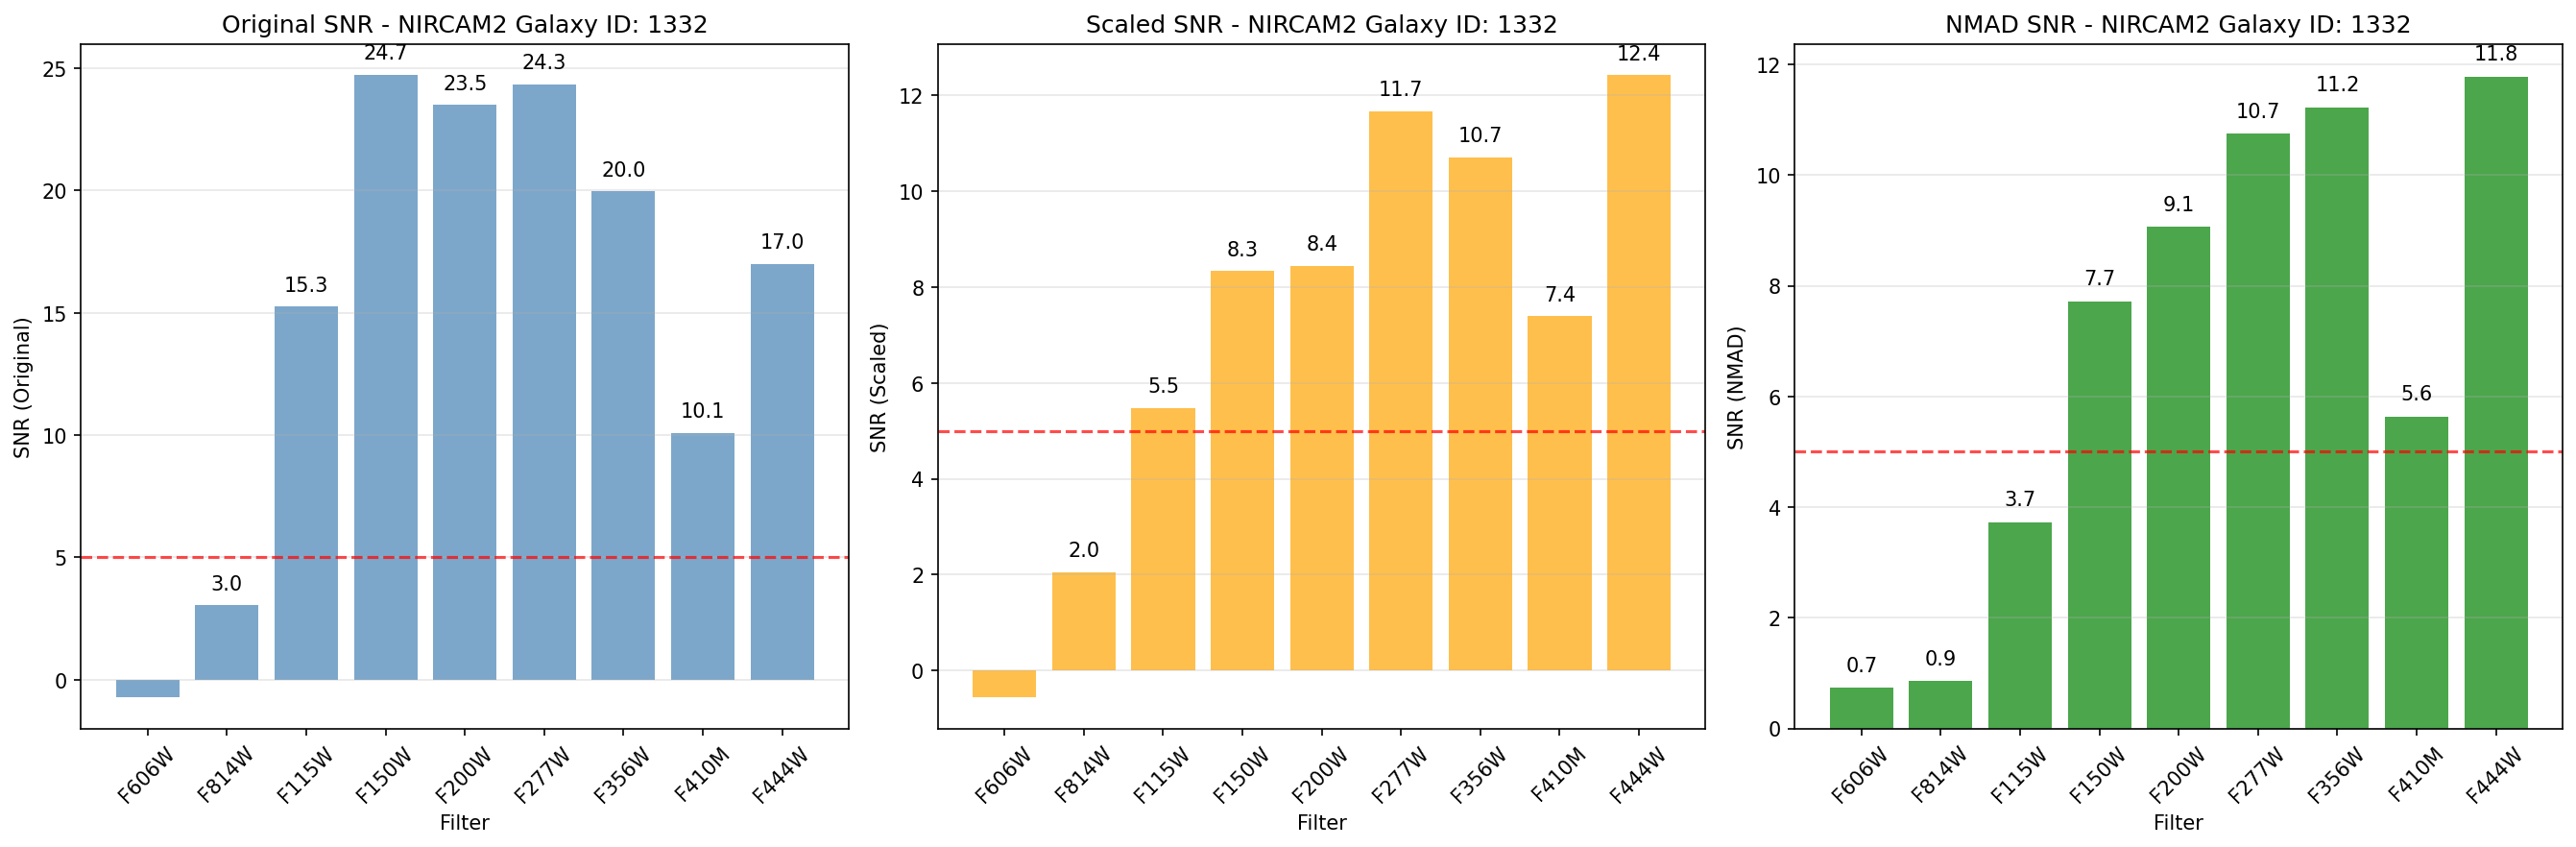 Original SNR - NIRCAM2 Galaxy ID: 1332
SNR (Original)
25
20
15
10
5
0
24.7
23.5
24.3
20.0
15.3
17.0
10.1
3.0
F606W
F814W
F115W
F150W
F200W
F277W
F356W
F410M
F444W
Filter
Scaled SNR - NIRCAM2 Galaxy ID: 1332
SNR (Scaled)
12
10
8
6
4
2
0
2.0
5.5
8.3
8.4
11.7
10.7
7.4
12.4
F606W
F814W
F115W
F150W
F200W
F277W
F356W
F410M
F444W
Filter
NMAD SNR - NIRCAM2 Galaxy ID: 1332
SNR (NMAD)
12
10
8
6
4
2
0
0.7
0.9
3.7
7.7
9.1
10.7
11.2
5.6
11.8
F606W
F814W
F115W
F150W
F200W
F277W
F356W
F410M
F444W
Filter